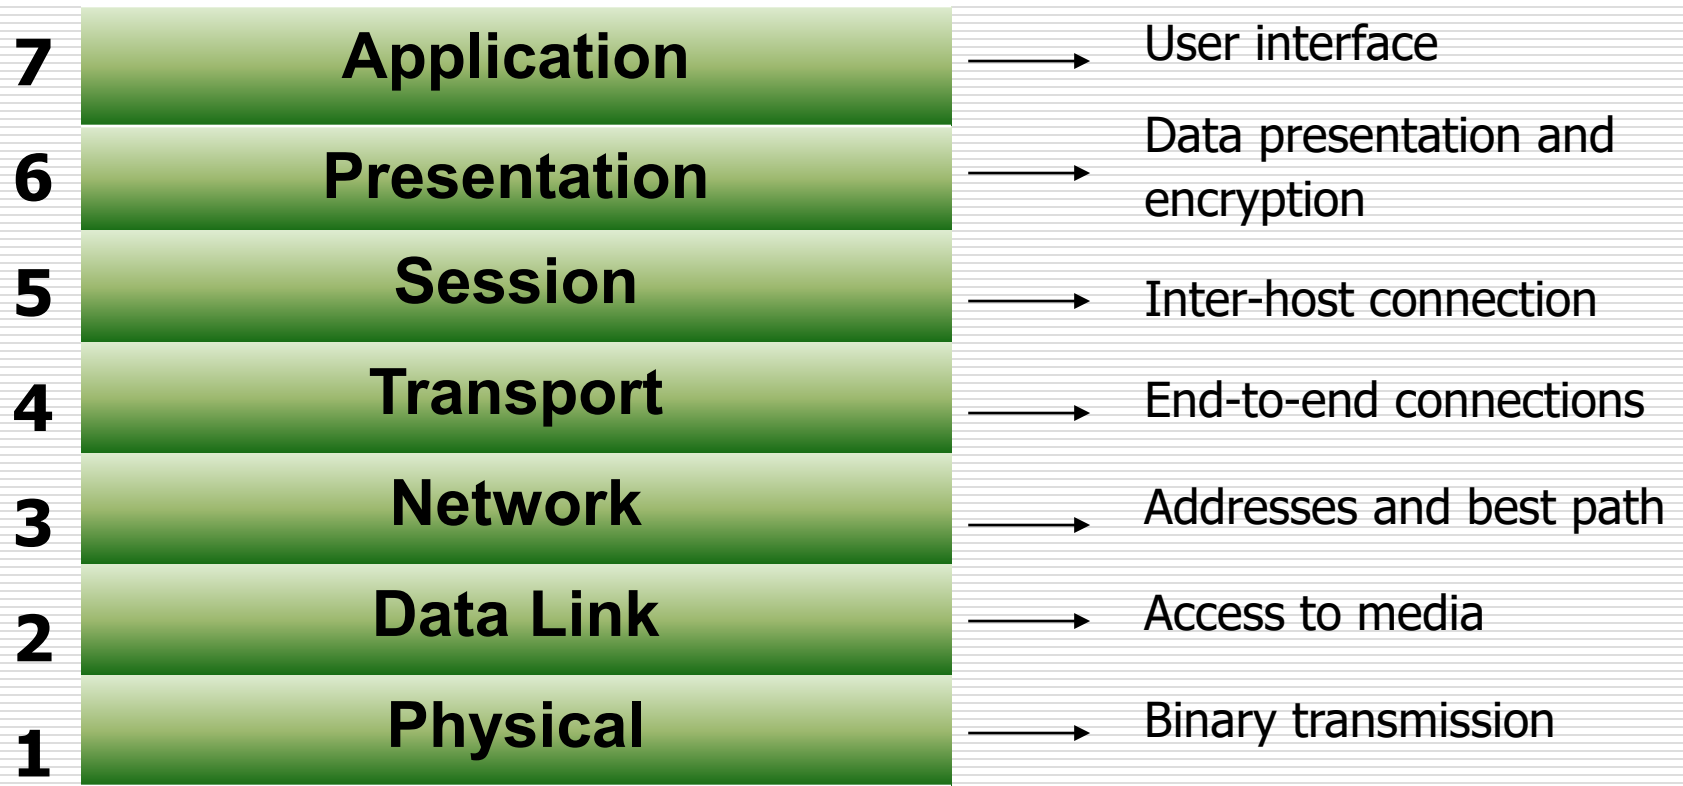 7 Application User interface
6 Presentation Data presentation and
encryption
5 Session Inter-host connection
4 Transport End-to-end connections
3 Network Addresses and best path
2 Data Link Access to media
1 Physical Binary transmission